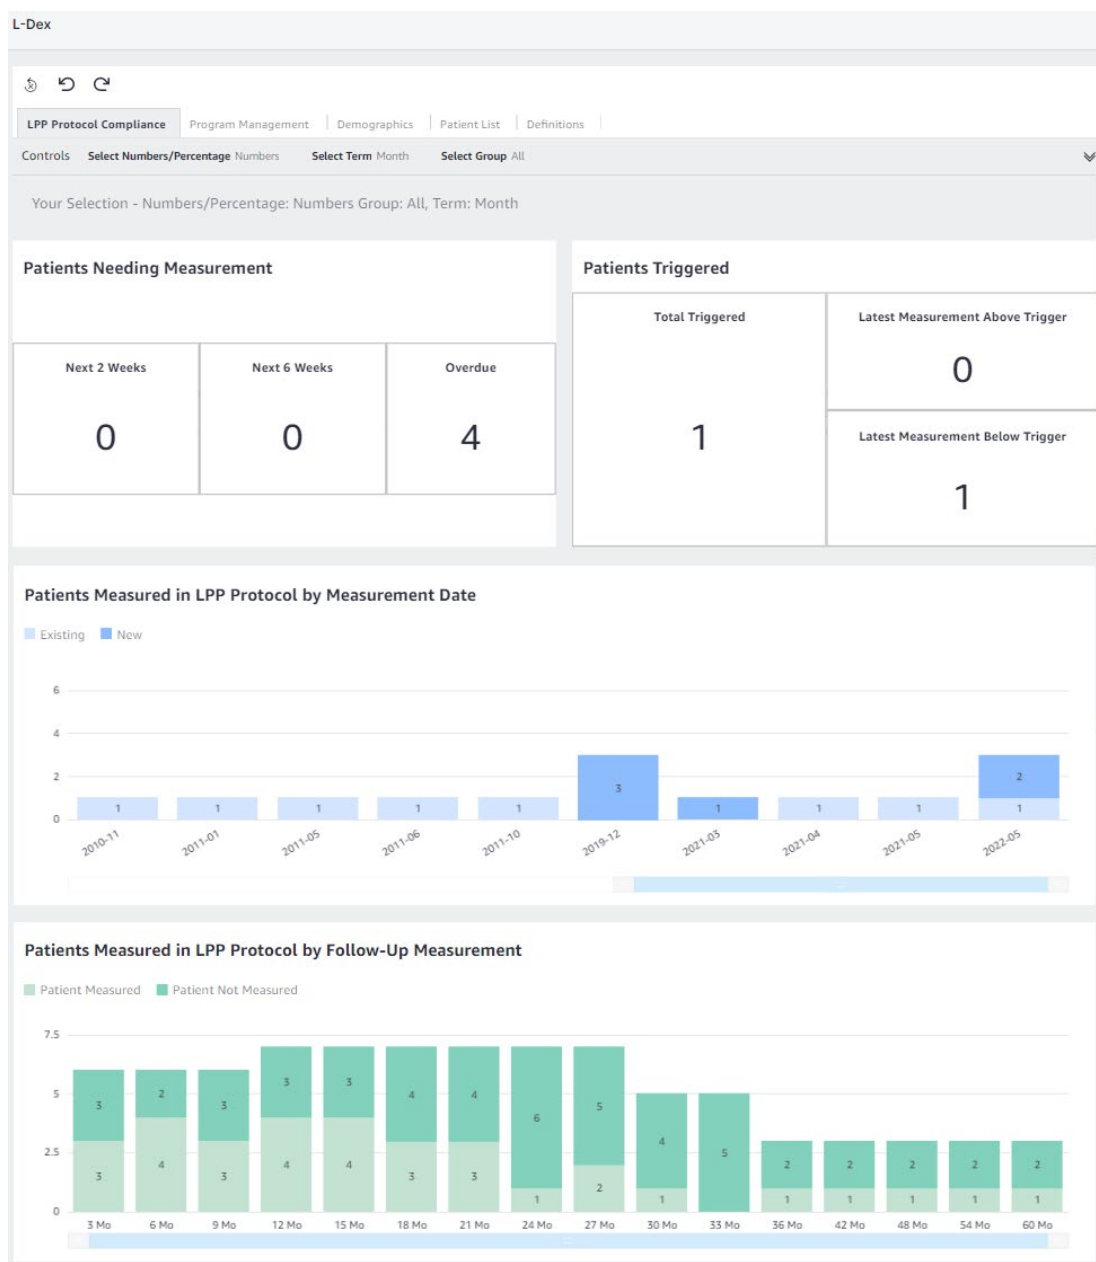 L-Dex
LPP Protocol Compliance Program Management Demographics Patient List Definitions
Controls Select Numbers/Percentage Numbers Select Term Month Select Group All
Your Selection - Numbers/Percentage: Numbers Group: All, Term: Month
Patients Needing Measurement
Next 2 Weeks Next 6 Weeks Overdue
0 0 4
Patients Triggered
Total Triggered
1
Latest Measurement Above Trigger
0
Latest Measurement Below Trigger
1
Patients Measured in LPP Protocol by Measurement Date
Existing New
6
4
2
0
1 1 1 1 1 3 1 1 1 2 1
2010-11 2011-01 2011-05 2011-06 2011-10 2019-12 2021-03 2021-04 2021-05 2022-05
Patients Measured in LPP Protocol by Follow-Up Measurement
Patient Measured Patient Not Measured
7.5
5
2.5
0
3 2 3 3 3 4 4 6 5 4 5 2 2 2 2 2
3 4 3 4 4 3 3 1 2 1 1 1 1 1 1
3 Mo 6 Mo 9 Mo 12 Mo 15 Mo 18 Mo 21 Mo 24 Mo 27 Mo 30 Mo 33 Mo 36 Mo 42 Mo 48 Mo 54 Mo 60 Mo